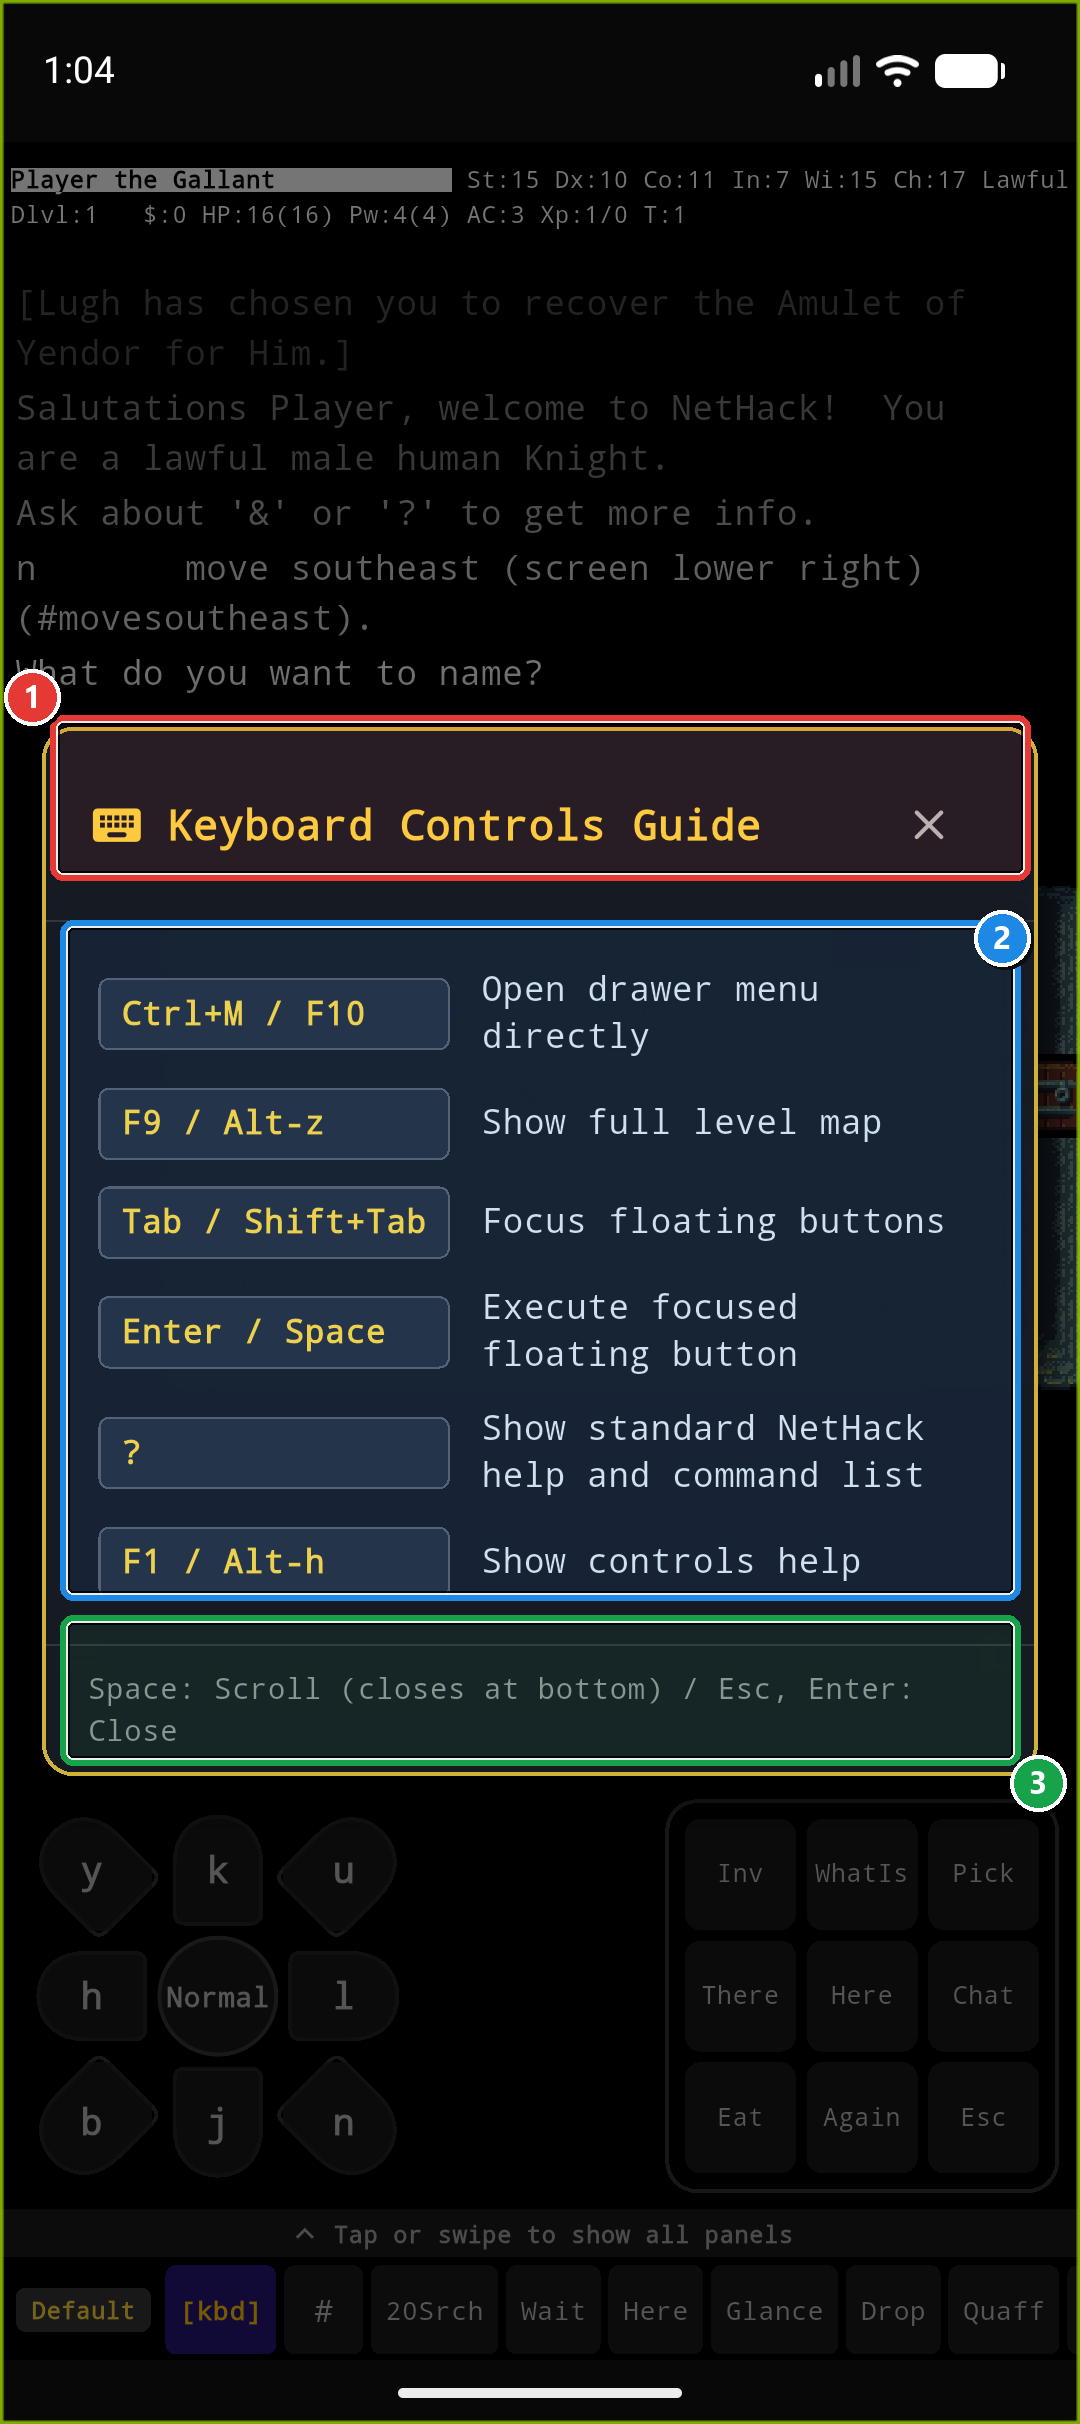 1:04
Player the Gallant St:15 Dx:10 Co:11 In:7 Wi:15 Ch:17 Lawful
Dlvl:1 $:0 HP:16(16) Pw:4(4) AC:3 Xp:1/0 T:1
[Lugh has chosen you to recover the Amulet of
Yendor for Him.]
Salutations Player, welcome to NetHack! You
are a lawful male human Knight.
Ask about '&' or '?' to get more info.
n move southeast (screen lower right)
(#movesoutheast).
What do you want to name?
1
Keyboard Controls Guide
2
Ctrl+M / F10 Open drawer menu
directly
F9 / Alt-z Show full level map
Tab / Shift+Tab Focus floating buttons
Enter / Space Execute focused
floating button
? Show standard NetHack
help and command list
F1 / Alt-h Show controls help
Space: Scroll (closes at bottom) / Esc, Enter:
Close
3
y k u
Inv WhatIs Pick
h Normal l
There Here Chat
b j n
Eat Again Esc
Tap or swipe to show all panels
Default [kbd] # 20Srch Wait Here Glance Drop Quaff